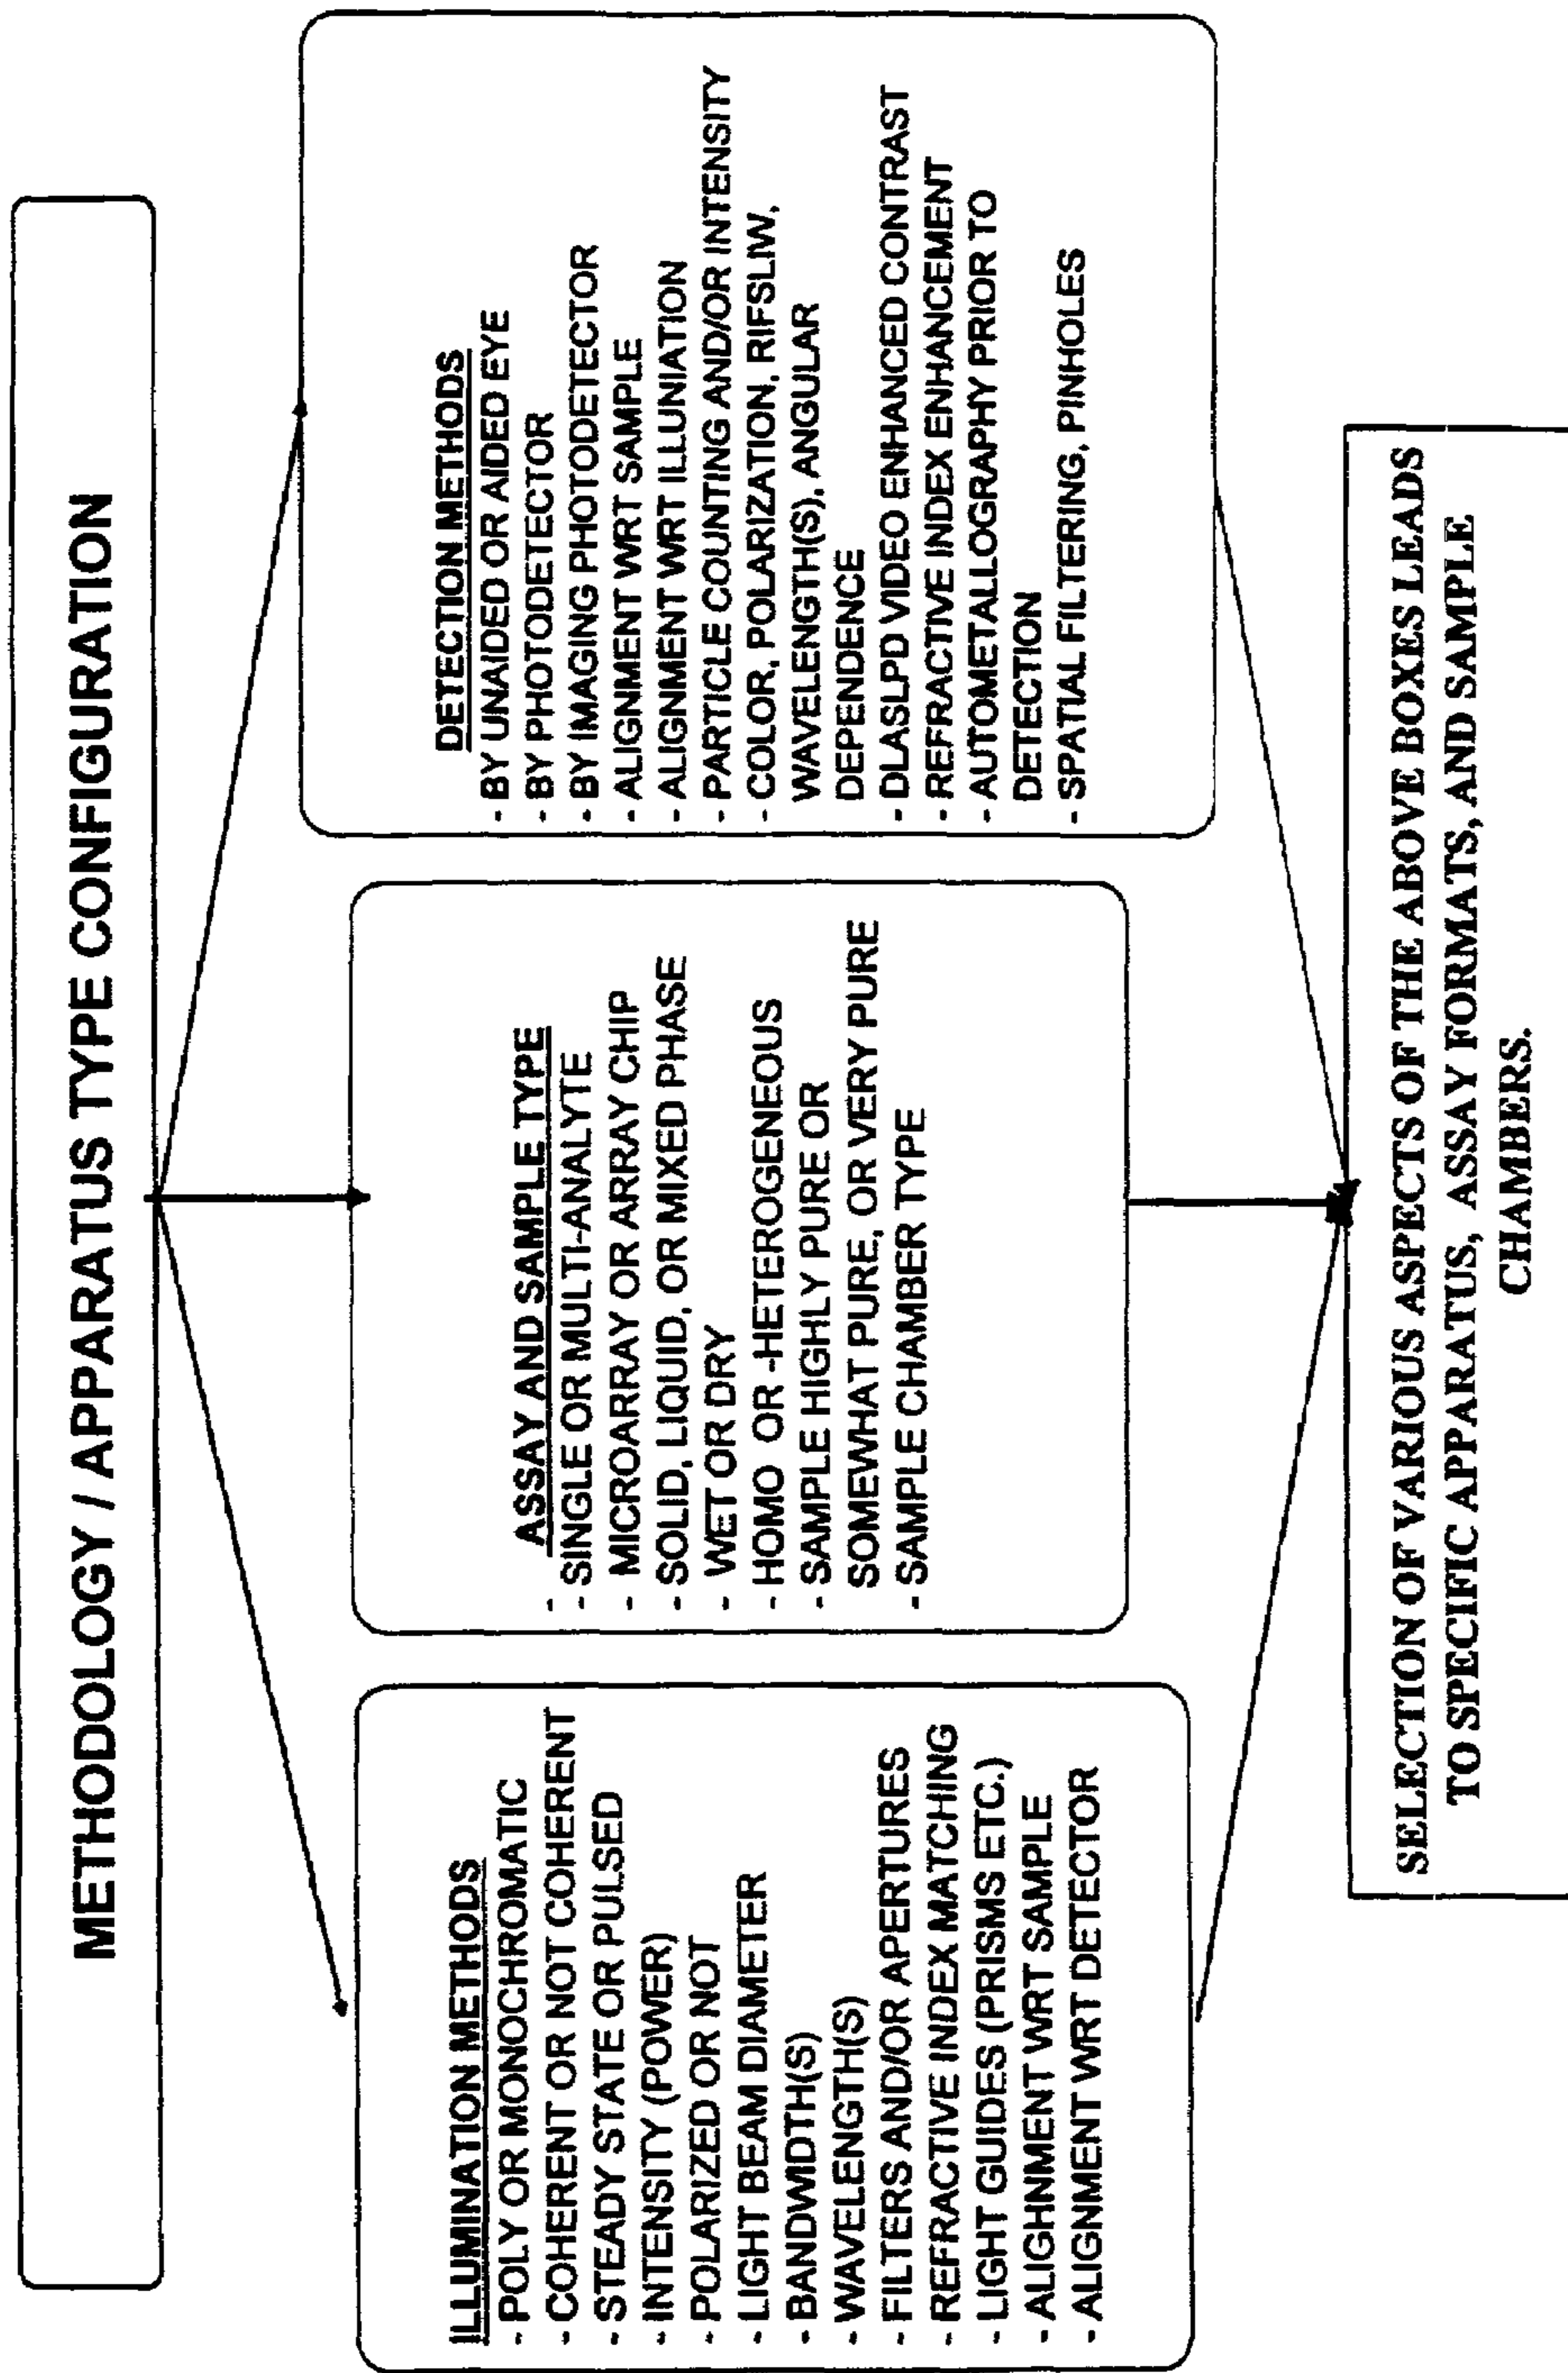 METHODOLOGY / APPARATUS TYPE CONFIGURATION
ILLUMINATION METHODS
- POLY OR MONOCHROMATIC
- COHERENT OR NOT COHERENT
- STEADY STATE OR PULSED
- INTENSITY (POWER)
- POLARIZED OR NOT
- LIGHT BEAM DIAMETER
- BANDWIDTH(S)
- WAVELENGTH(S)
- FILTERS AND/OR APERTURES
- REFRACTIVE INDEX MATCHING
- LIGHT GUIDES (PRISMS ETC.)
- ALIGHNMENT WRT SAMPLE
- ALIGNMENT WRT DETECTOR
ASSAY AND SAMPLE TYPE
-
- SINGLE OR MULTI-ANALYTE
- MICROARRAY OR ARRAY CHIP
- SOLID, LIQUID, OR MIXED PHASE
- WET OR DRY
- HOMO OR -HETEROGENEOUS
- SAMPLE HIGHLY PURE OR
SOMEWHAT PURE, OR VERY PURE
- SAMPLE CHAMBER TYPE
DETECTION METHODS
- BY UNAIDED OR AIDED EYE
- BY PHOTODETECTOR
- BY IMAGING PHOTODETECTOR
- ALIGNMENT WRT SAMPLE
- ALIGNMENT WRT ILLUNIATION
- PARTICLE COUNTING AND/OR INTENSITY
- COLOR, POLARIZATION, RIFSLIW,
WAVELENGTH(S), ANGULAR
DEPENDENCE
- DLASLPD VIDEO ENHANCED CONTRAST
- REFRACTIVE INDEX ENHANCEMENT
- AUTOMETALLOGRAPHY PRIOR TO
DETECTION
- SPATIAL FILTERING, PINHOLES
SELECTION OF VARIOUS ASPECTS OF THE ABOVE BOXES LEADS
TO SPECIFIC APPARATUS, ASSAY FORMATS, AND SAMPLE
CHAMBERS.